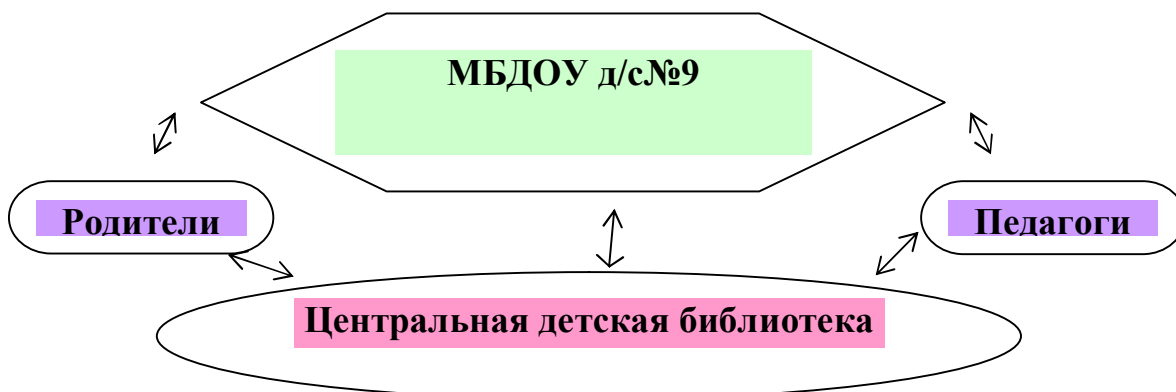 МБДОУ д/с№9
Родители
Педагоги
Центральная детская библиотека